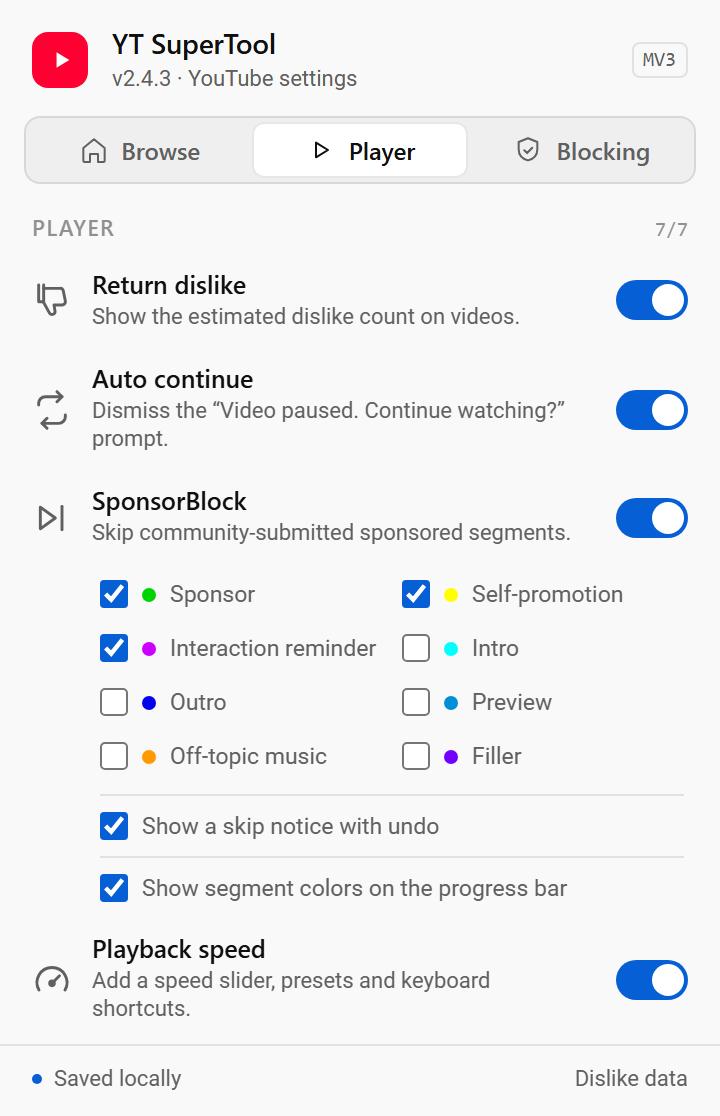 YT SuperTool
v2.4.3 · YouTube settings
MV3
Browse
Player
Blocking
PLAYER
7/7
Return dislike
Show the estimated dislike count on videos.
Auto continue
Dismiss the “Video paused. Continue watching?”
prompt.
SponsorBlock
Skip community-submitted sponsored segments.
Sponsor
Self-promotion
Interaction reminder
Intro
Outro
Preview
Off-topic music
Filler
Show a skip notice with undo
Show segment colors on the progress bar
Playback speed
Add a speed slider, presets and keyboard
shortcuts.
Saved locally
Dislike data